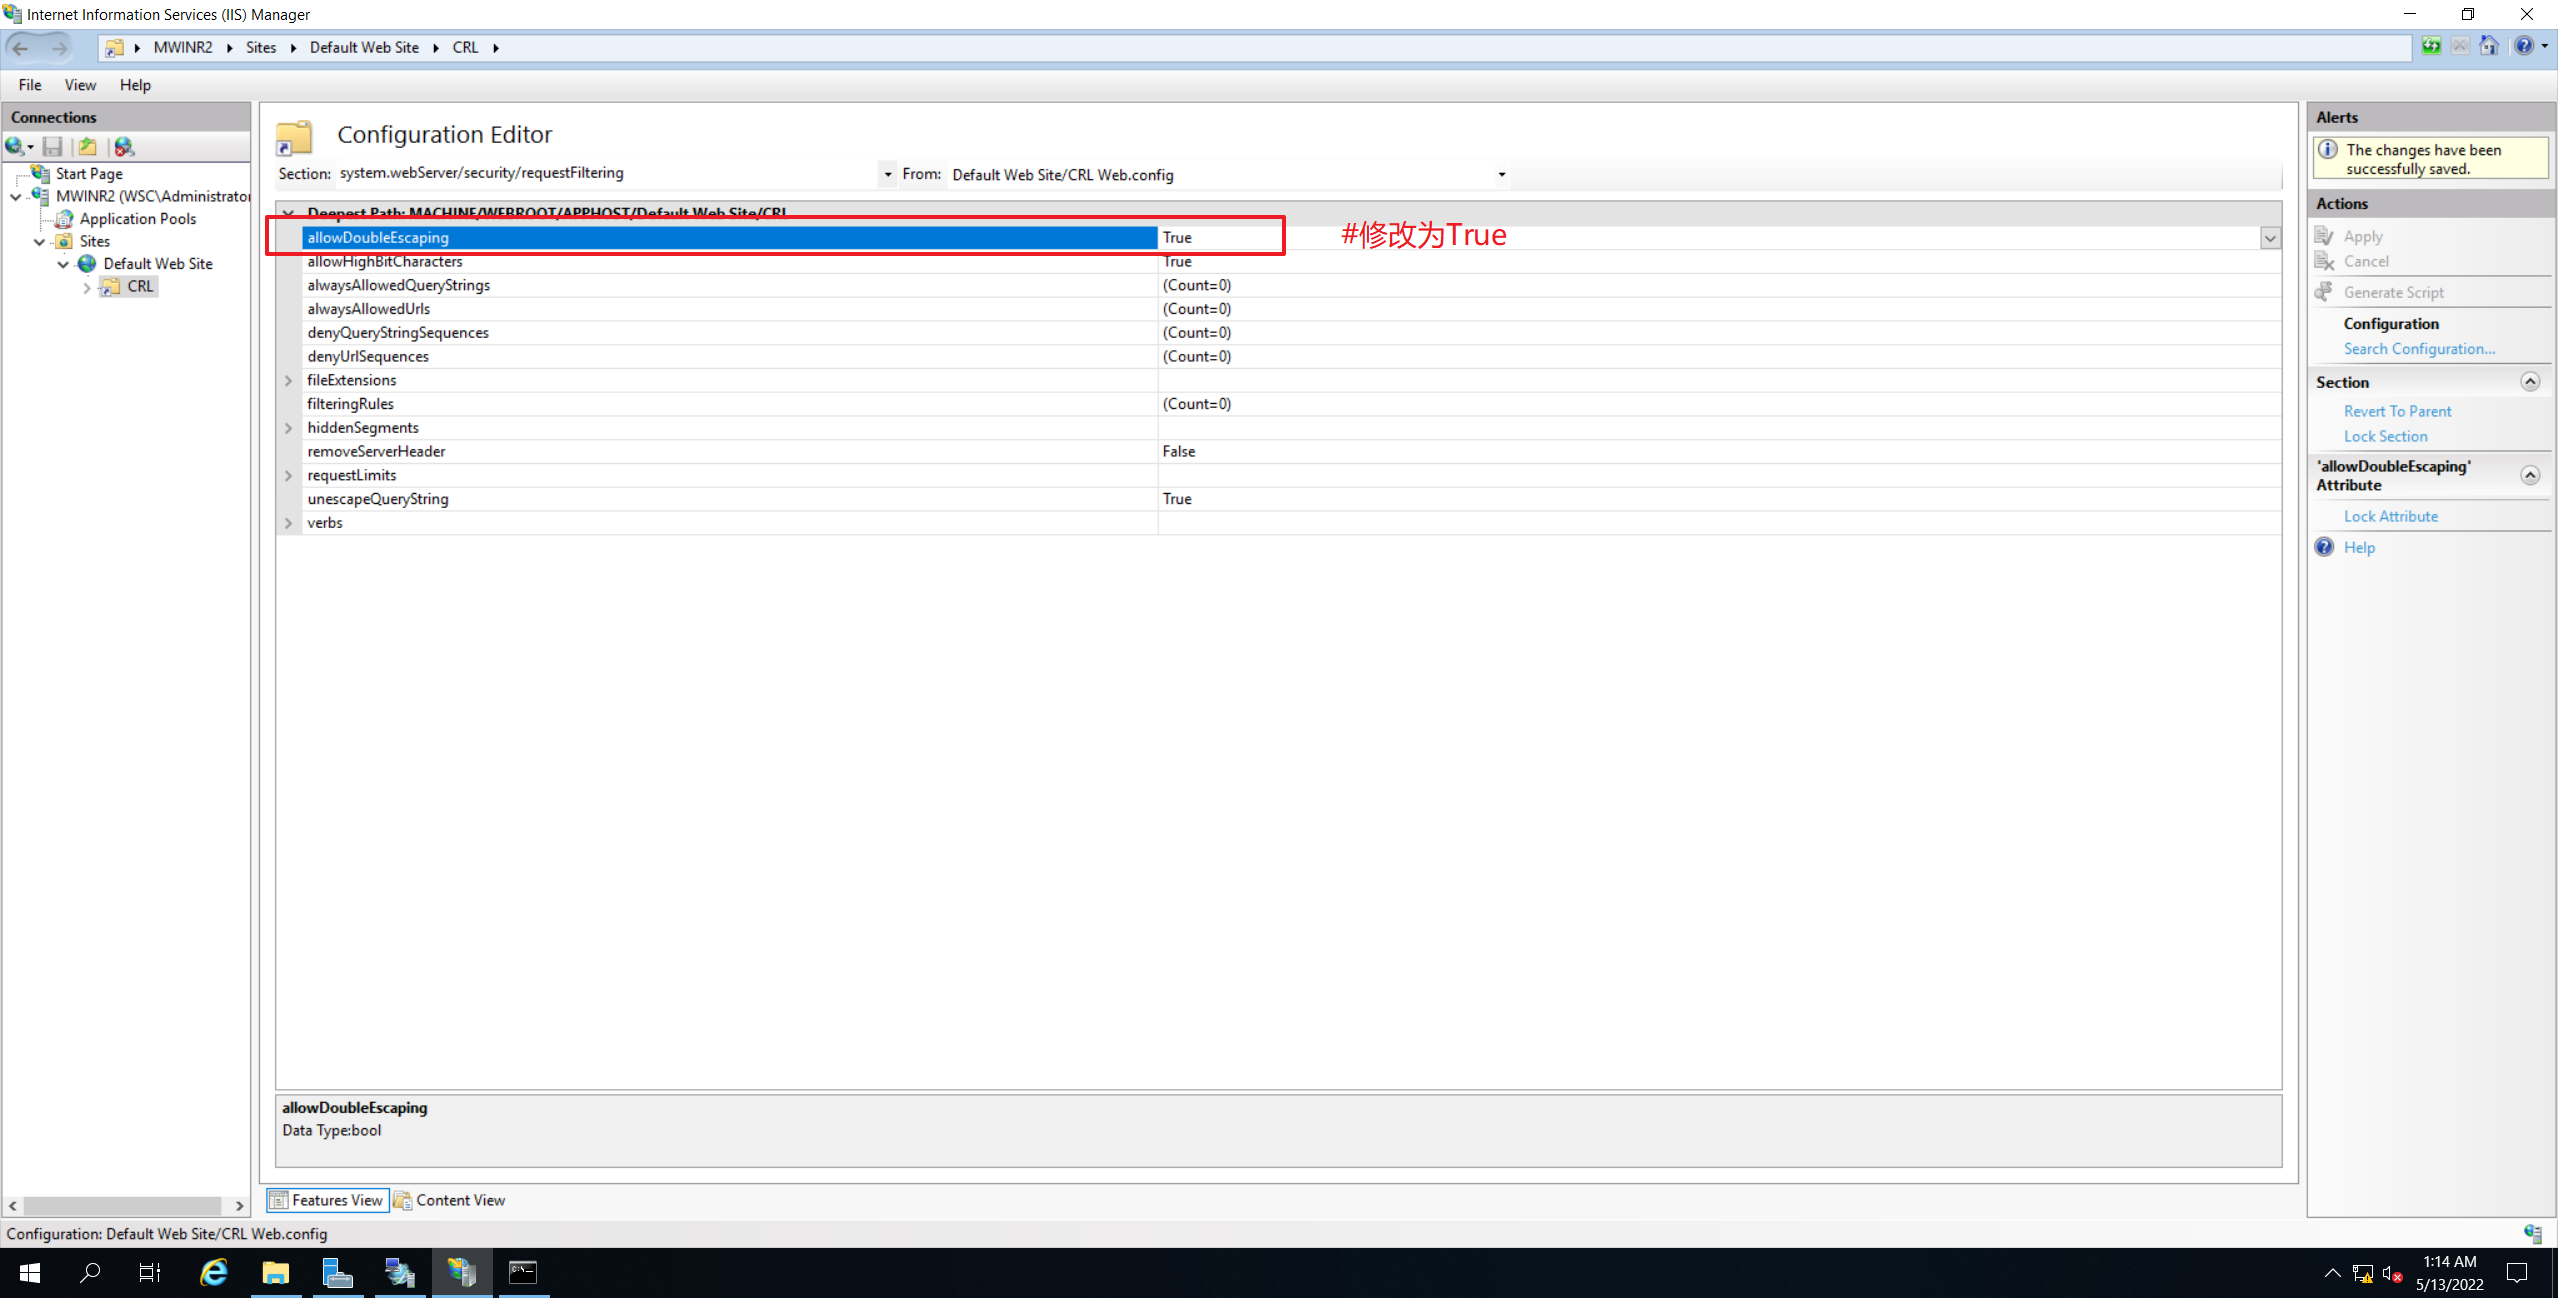 Internet Information Services (IIS) Manager
MWINR2 Sites Default Web Site CRL
File View Help
Connections
Start Page
MWINR2 (WSC\Administrator
Application Pools
Sites
Default Web Site
CRL
Configuration Editor
Section: system.webServer/security/requestFiltering From: Default Web Site/CRL Web.config
Deepest Path: MACHINE/WEBROOT/APPHOST/Default Web Site/CRL
allowDoubleEscaping True #修改为True
allowHighBitCharacters True
alwaysAllowedQueryStrings (Count=0)
alwaysAllowedUrls (Count=0)
denyQueryStringSequences (Count=0)
denyUrlSequences (Count=0)
fileExtensions
filteringRules (Count=0)
hiddenSegments
removeServerHeader False
requestLimits
unescapeQueryString True
verbs
allowDoubleEscaping
Data Type:bool
Features View Content View
Alerts
The changes have been
successfully saved.
Actions
Apply
Cancel
Generate Script
Configuration
Search Configuration...
Section
Revert To Parent
Lock Section
'allowDoubleEscaping'
Attribute
Lock Attribute
Help
Configuration: Default Web Site/CRL Web.config
1:14 AM
5/13/2022